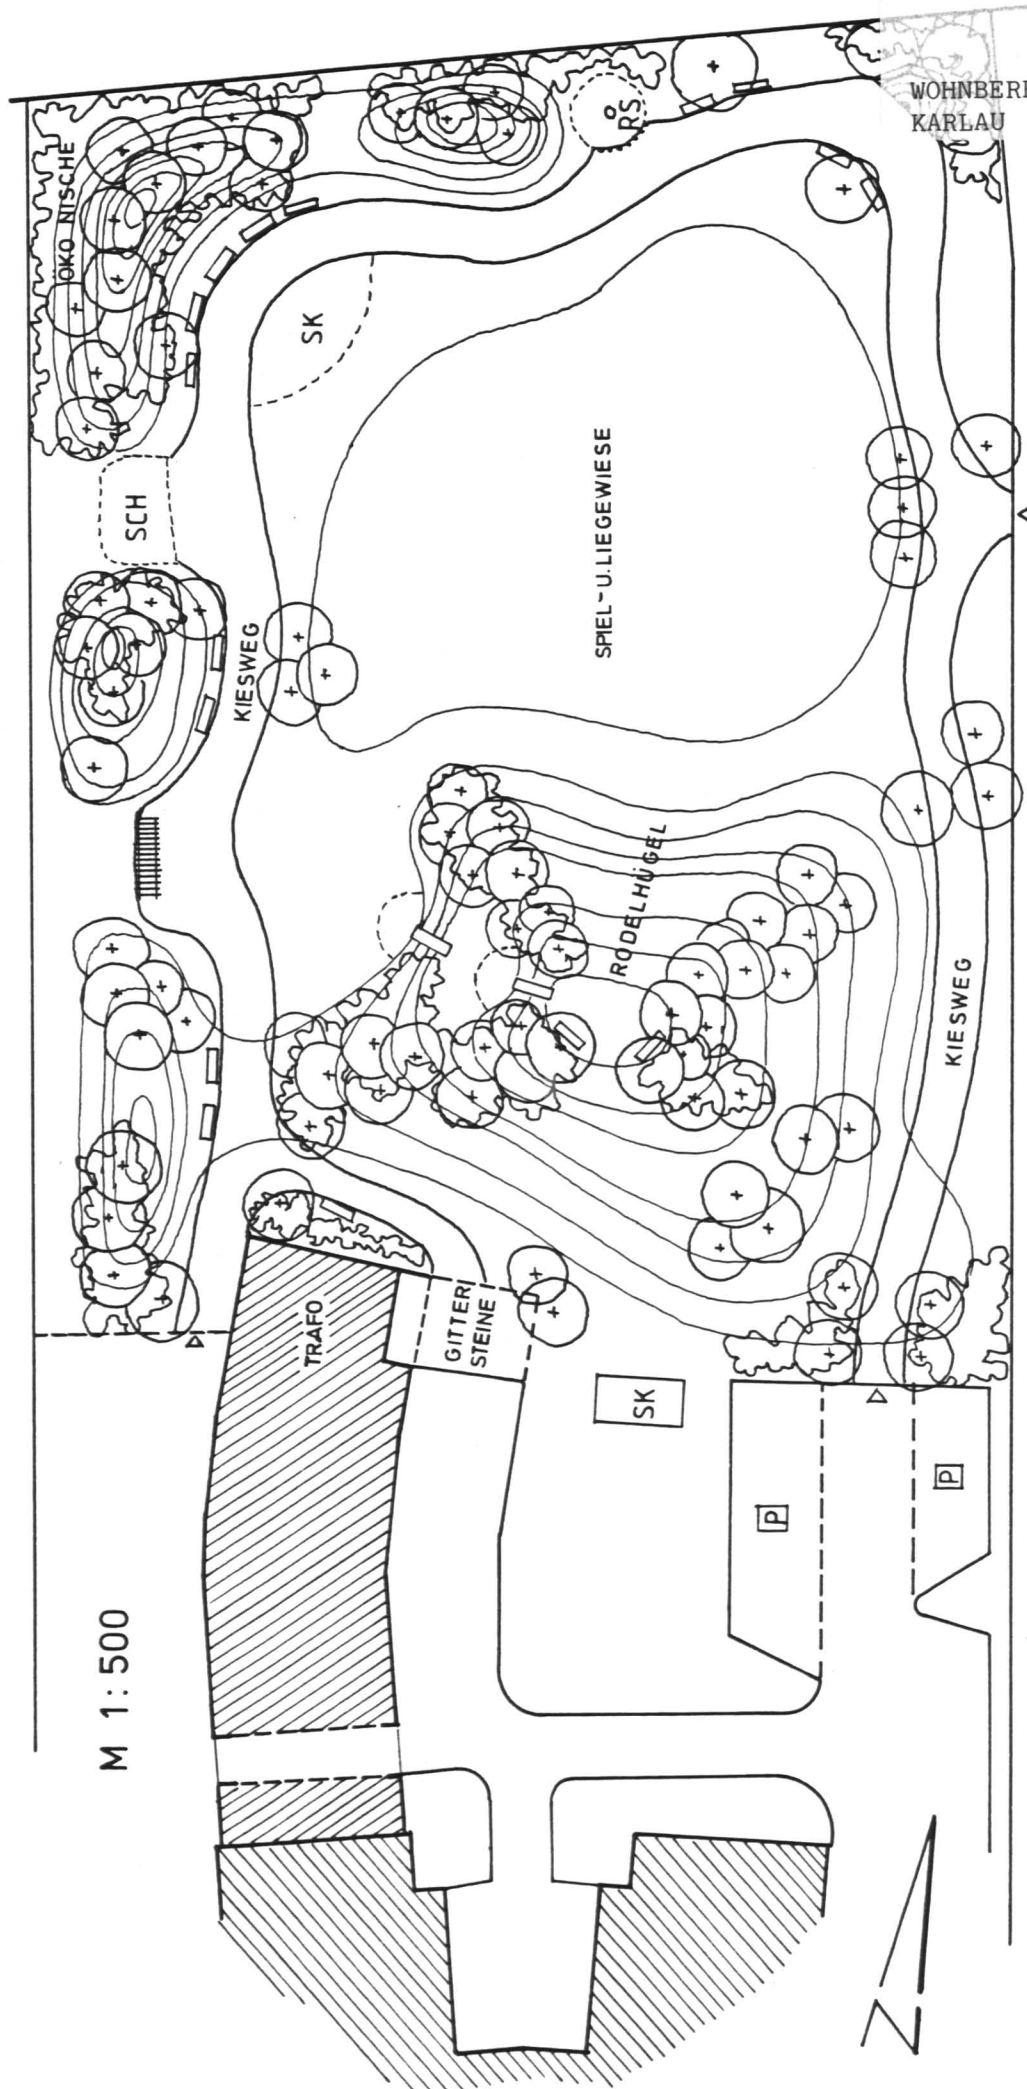 WOHNBERE
KARLAU
ÖKO NISCHE
RS
SK
SCH
KIESWEG
SPIEL-U.LIEGEWIESE
RODELHÜGEL
KIESWEG
TRAFO
GITTER
STEINE
SK
P
P
M 1:500
N